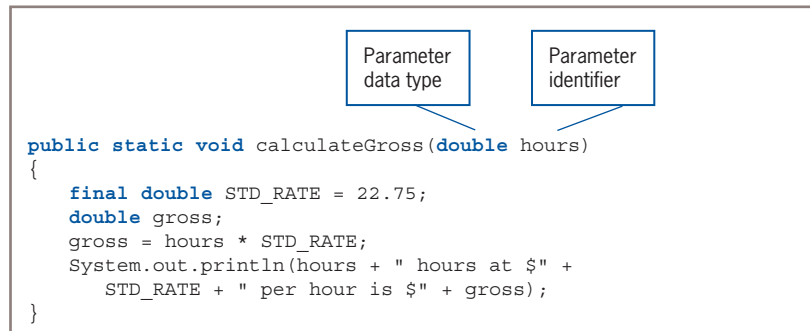 Parameter
data type
Parameter
identifier
public static void calculateGross(double hours)
{
   final double STD_RATE = 22.75;
   double gross;
   gross = hours * STD_RATE;
   System.out.println(hours + " hours at $" +
      STD_RATE + " per hour is $" + gross);
}